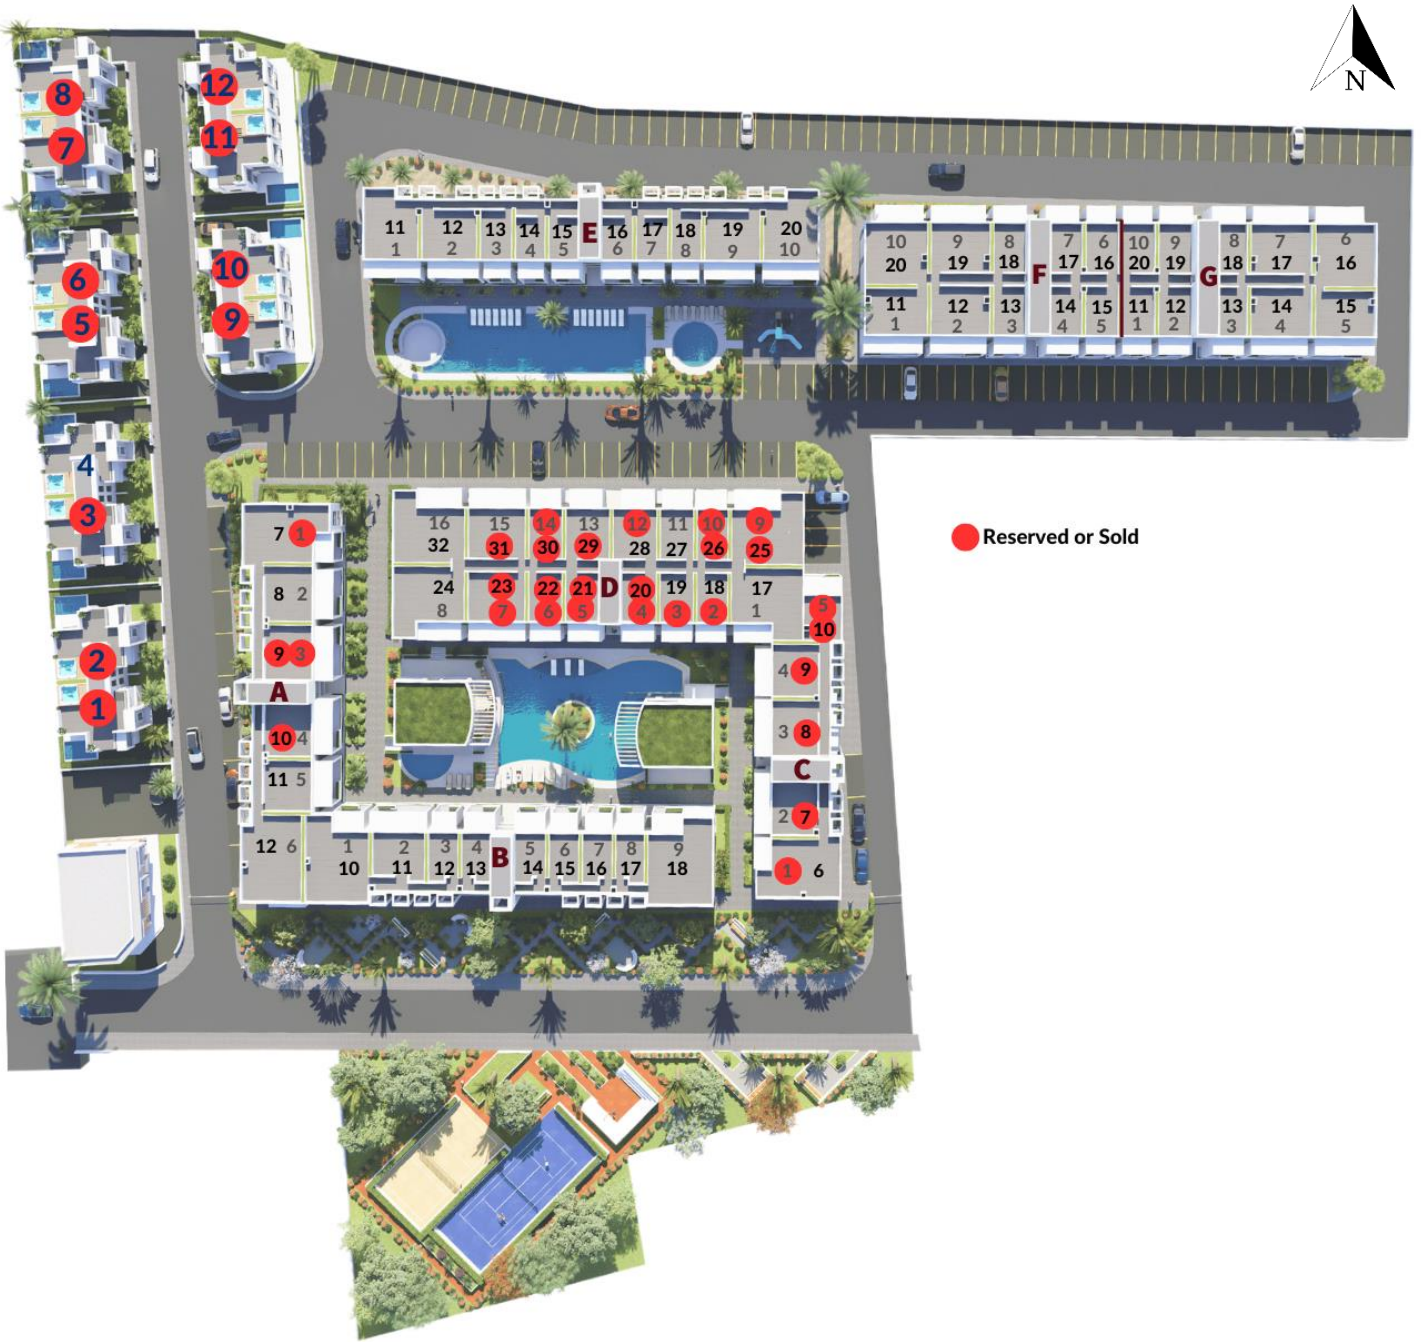 N
8
7
12
11
6
5
10
9
4
3
2
1
11 12 13 14 15 E 16 17 18 19 20
1 2 3 4 5 6 7 8 9 10
10 9 8 7 6 10 9 8 7 6
20 19 18 F 17 16 20 19 G 18 17 16
11 12 13 14 15 11 12 13 14 15
1 2 3 4 5 1 2 3 4 5
Reserved or Sold
7 1
8 2
9 3
A
10 4
11 5
12 6
16 15 14 13 12 11 10 9
32 31 30 29 28 27 26 25
24 23 22 21 D 20 19 18 17
8 7 6 5 4 3 2 1
5
10
4 9
3 8
C
2 7
1 6
1 2 3 4 B 5 6 7 8 9
10 11 12 13 14 15 16 17 18